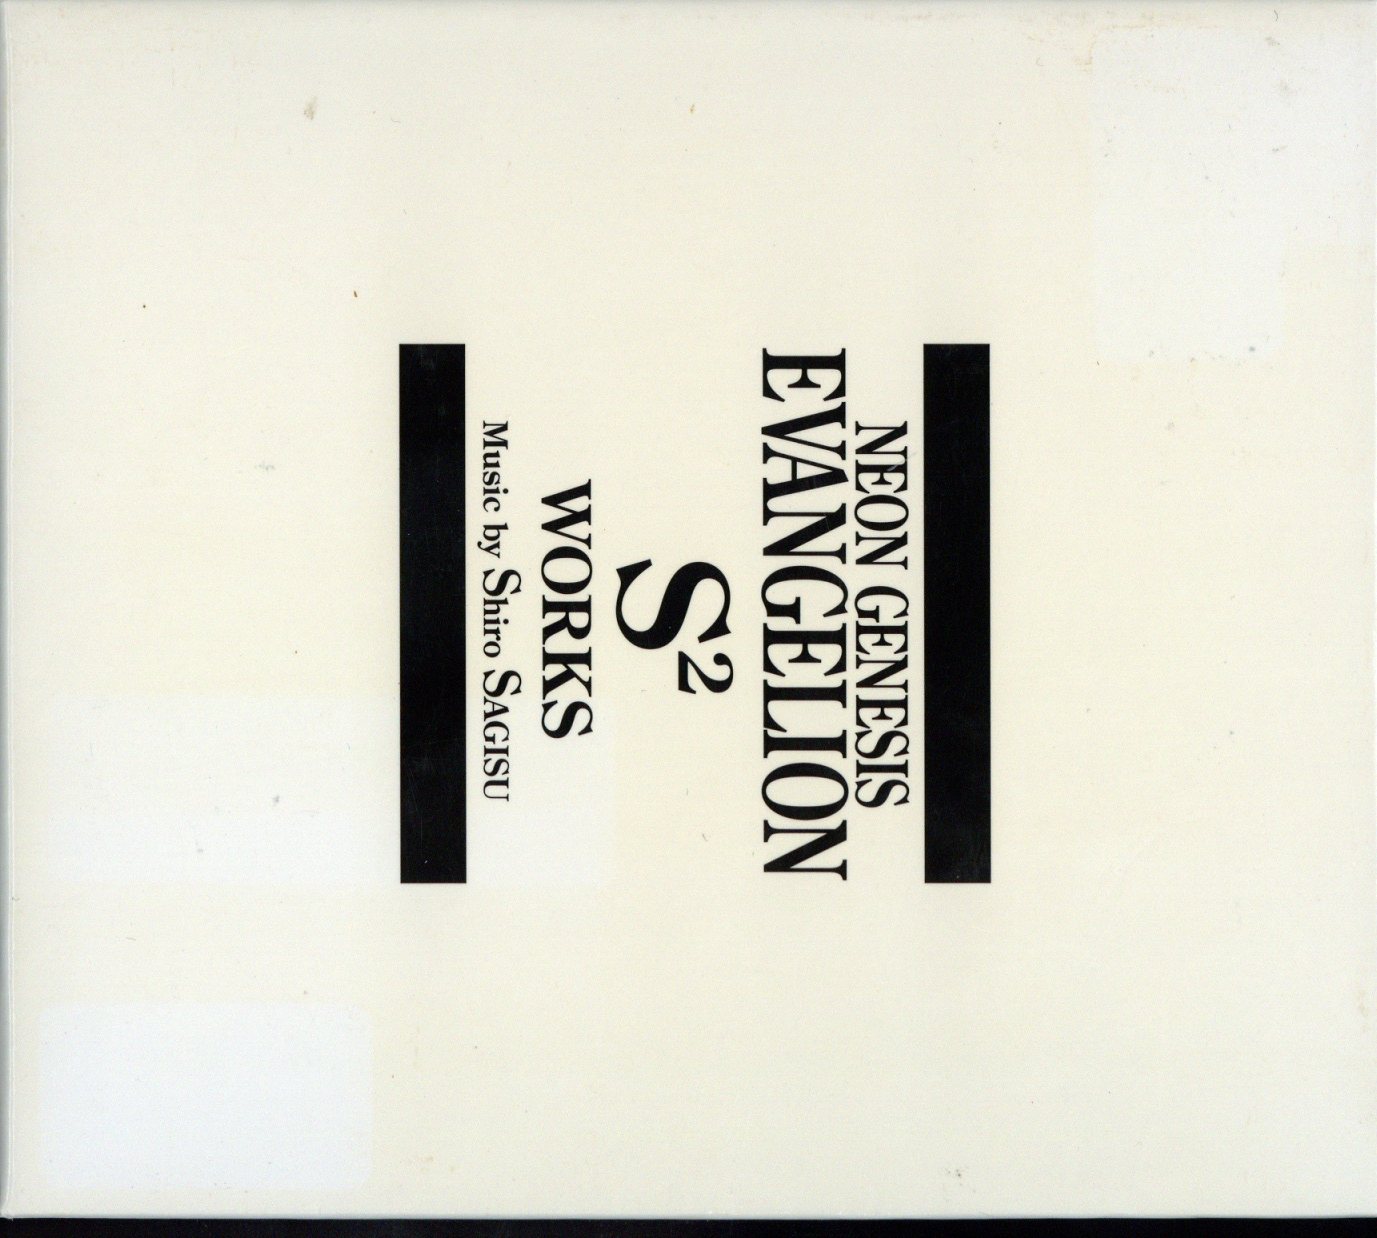 NEON GENESIS
EVANGELION
S²
WORKS
Music by Shiro SAGISU